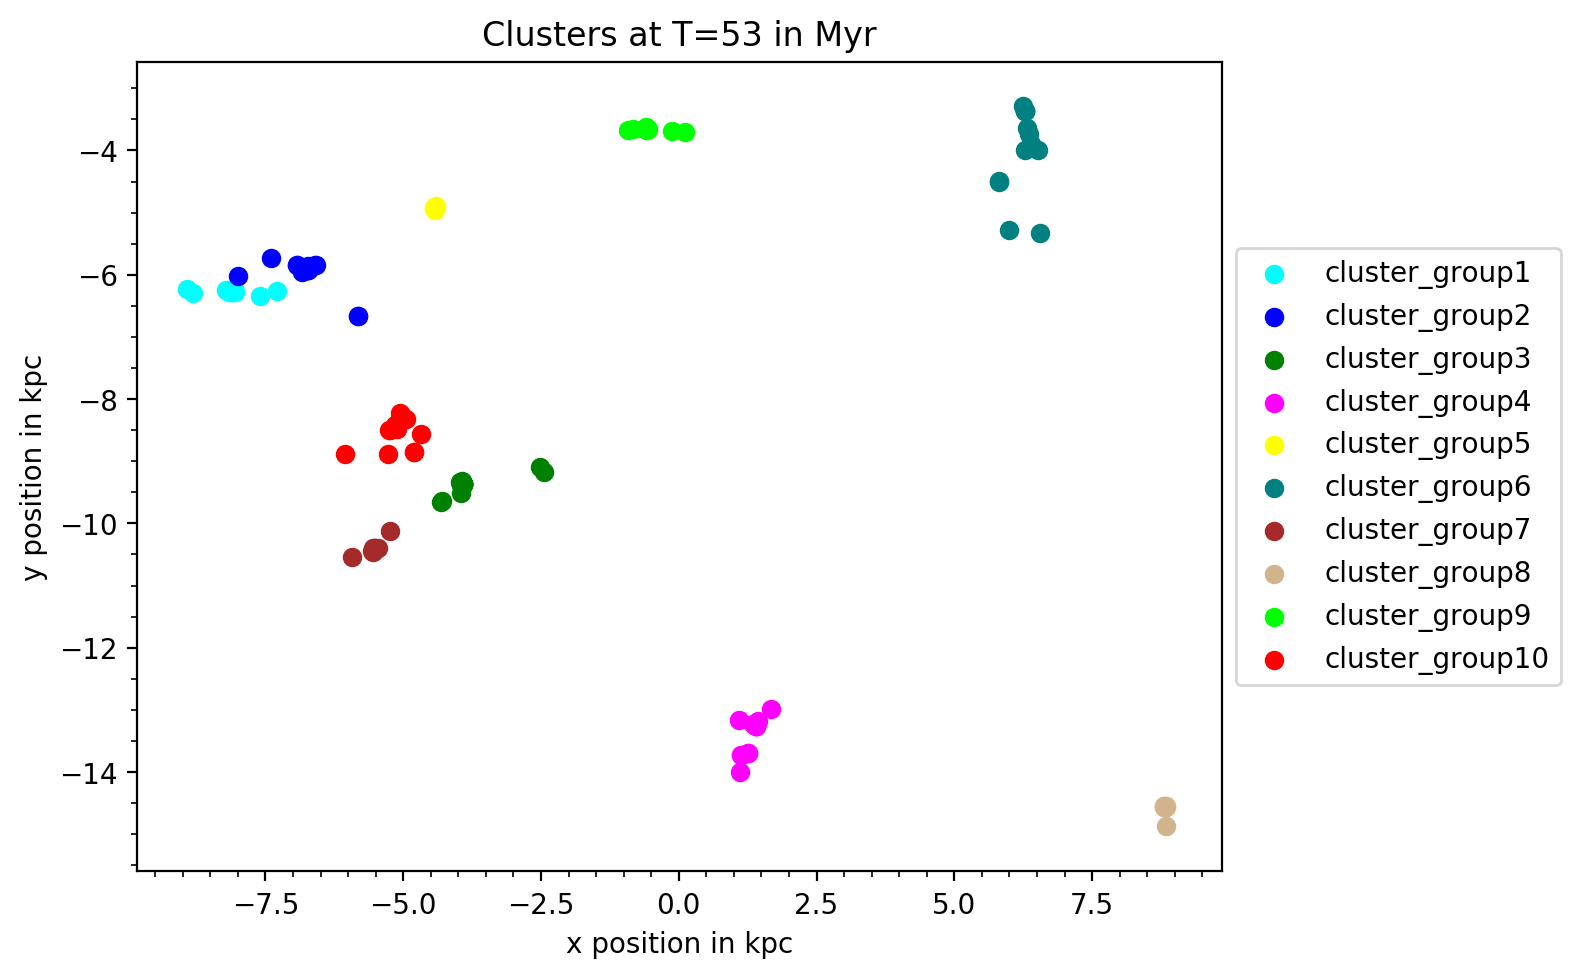 Clusters at T=53 in Myr
y position in kpc
−4
−6
−8
−10
−12
−14
−7.5 −5.0 −2.5 0.0 2.5 5.0 7.5
x position in kpc
cluster_group1
cluster_group2
cluster_group3
cluster_group4
cluster_group5
cluster_group6
cluster_group7
cluster_group8
cluster_group9
cluster_group10